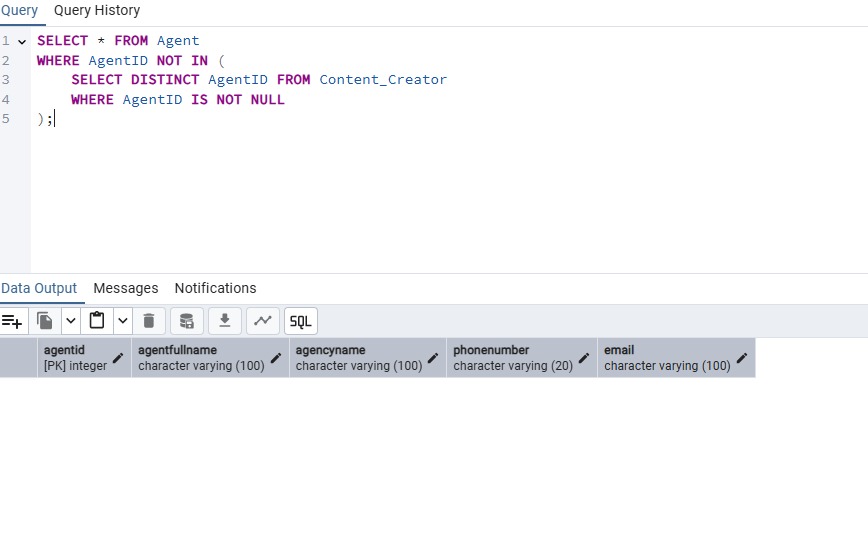 Query Query History
1 SELECT * FROM Agent
2 WHERE AgentID NOT IN (
3 SELECT DISTINCT AgentID FROM Content_Creator
4 WHERE AgentID IS NOT NULL
5 );
Data Output Messages Notifications
SQL
agentid agentfullname agencyname phonenumber email
[PK] integer character varying (100) character varying (100) character varying (20) character varying (100)